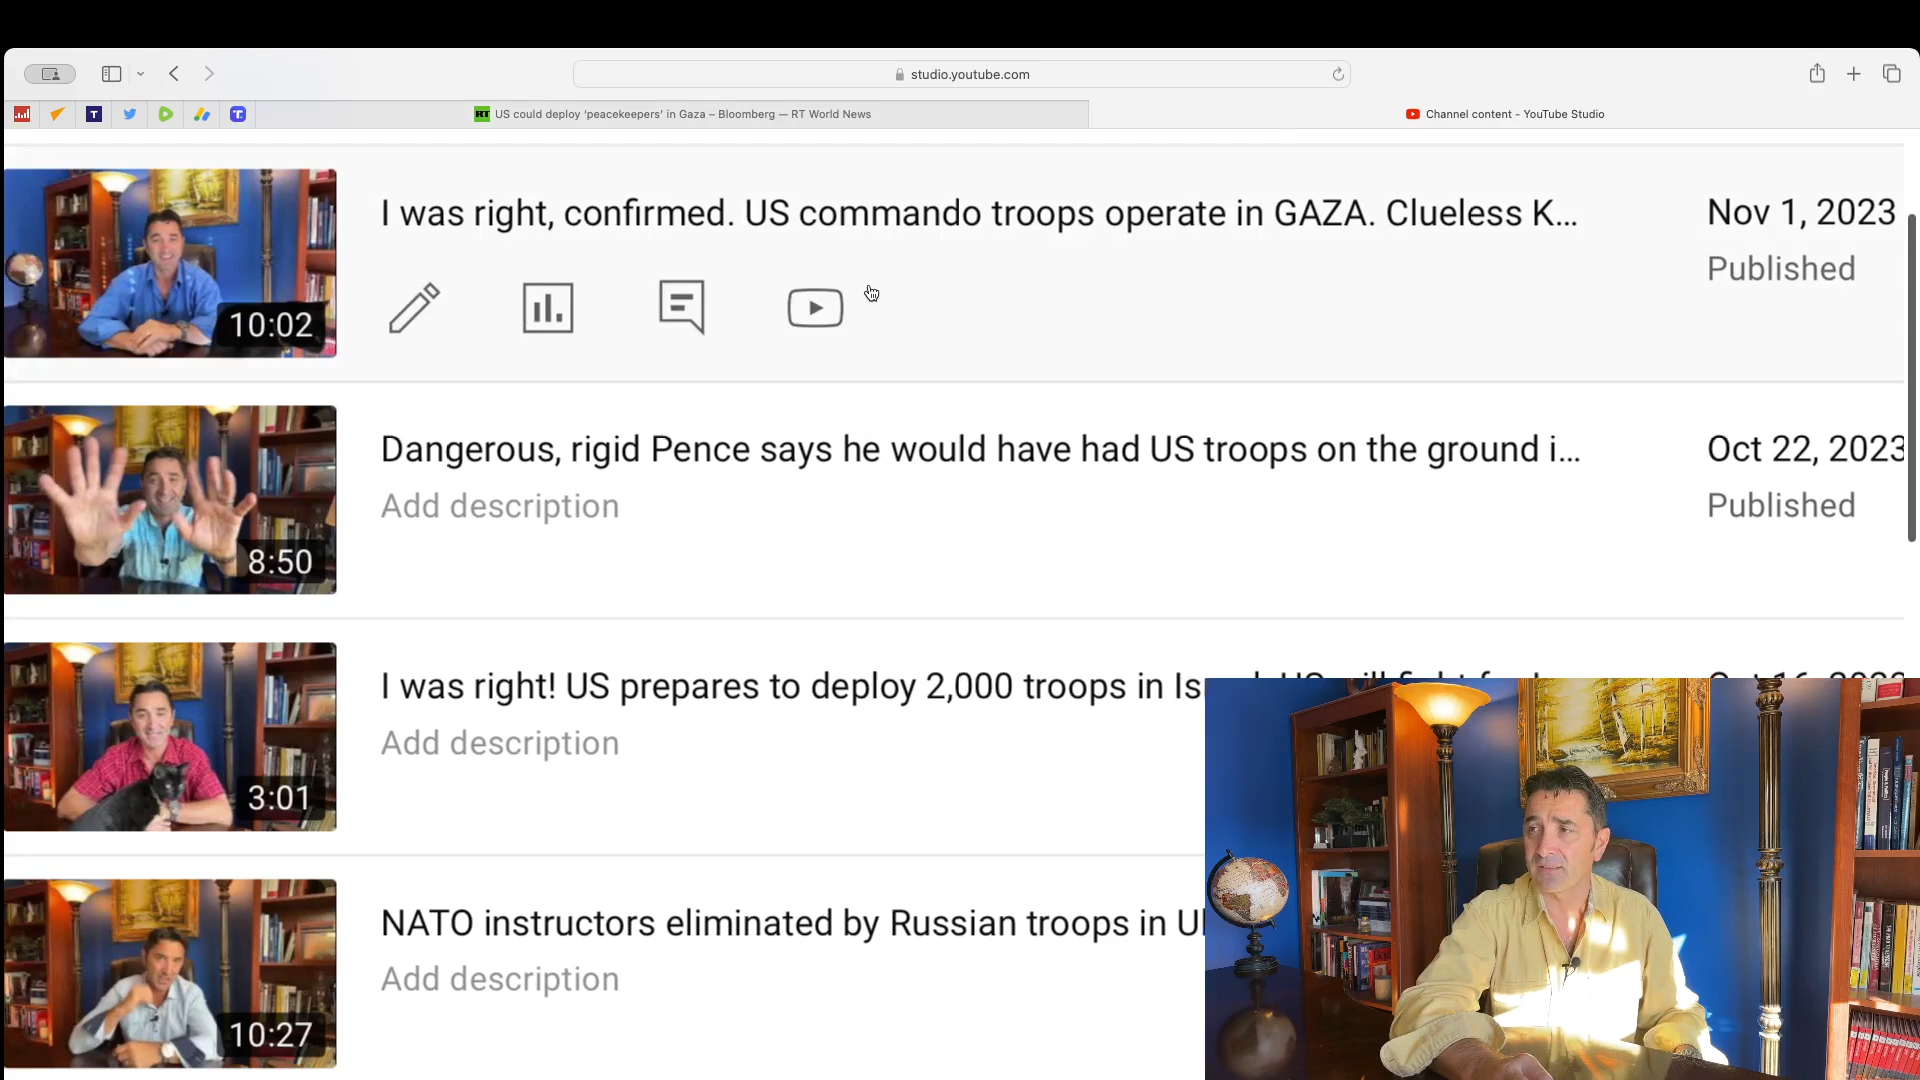 studio.youtube.com
T
T
RT US could deploy 'peacekeepers' in Gaza – Bloomberg — RT World News
Channel content - YouTube Studio
I was right, confirmed. US commando troops operate in GAZA. Clueless K...
Nov 1, 2023
Published
10:02
Dangerous, rigid Pence says he would have had US troops on the ground i...
Oct 22, 2023
Add description
Published
8:50
I was right! US prepares to deploy 2,000 troops in Is
Add description
3:01
NATO instructors eliminated by Russian troops in U
Add description
10:27